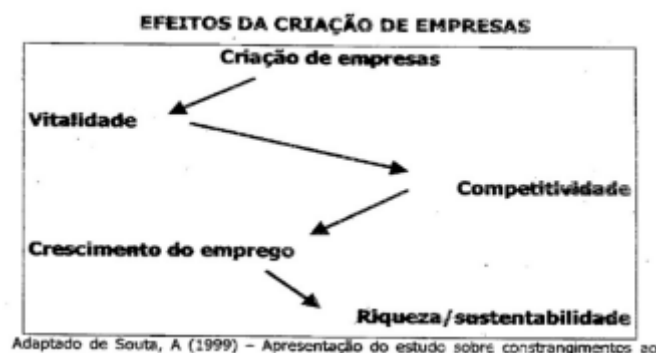 EFEITOS DA CRIAÇÃO DE EMPRESAS
Criação de empresas
Vitalidade
Competitividade
Crescimento do emprego
Riqueza/sustentabilidade
Adaptado de Souta, A (1999) – Apresentação do estudo sobre constrangimentos ao